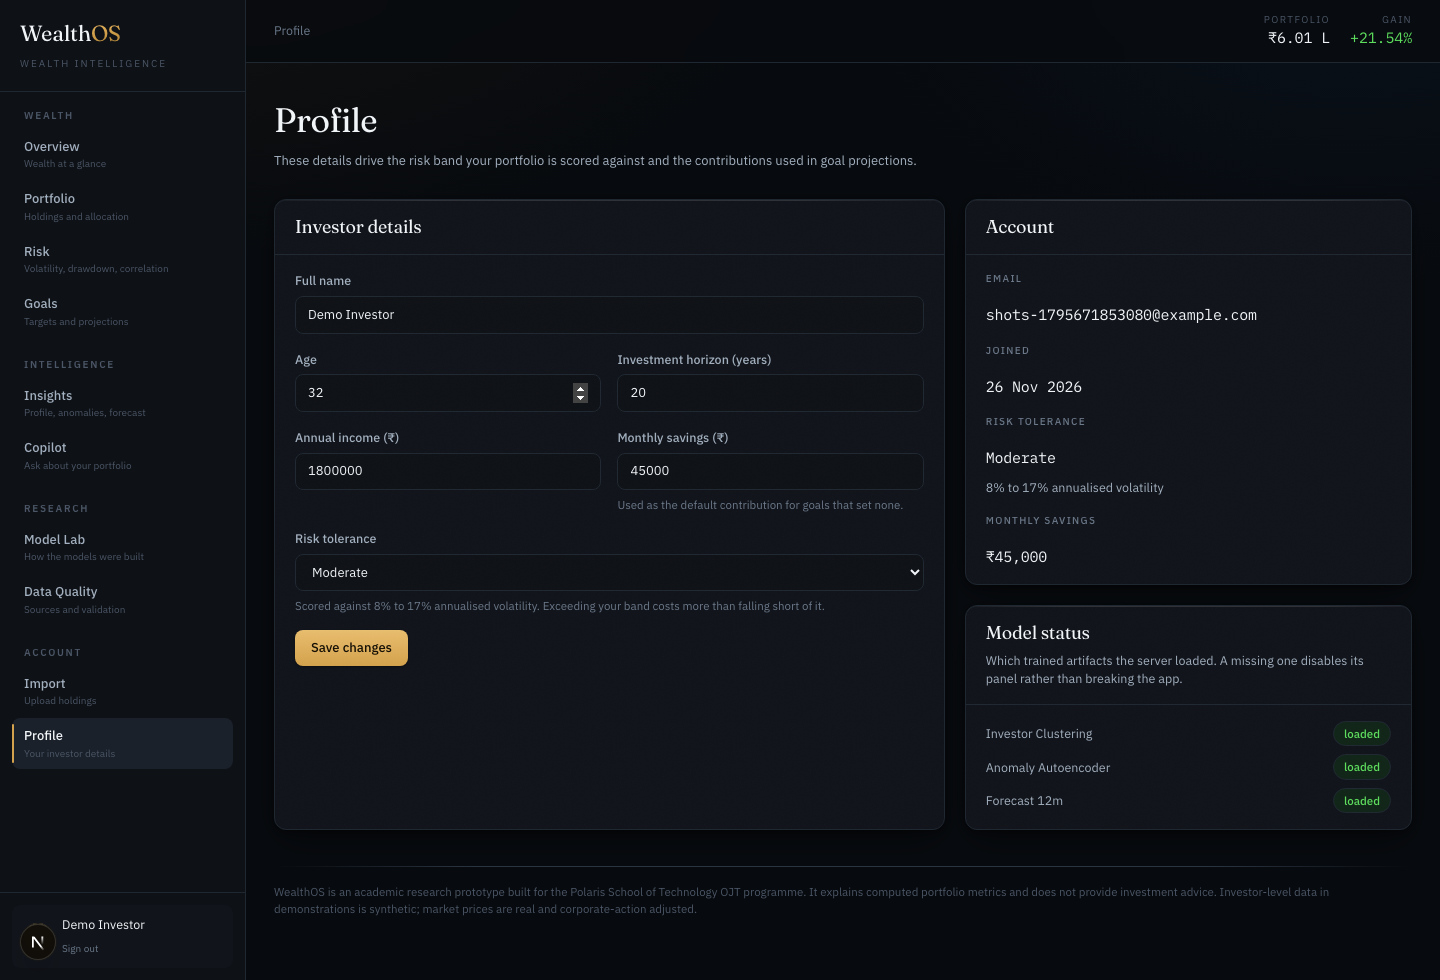 WealthOS
WEALTH INTELLIGENCE
WEALTH
Overview
Wealth at a glance
Portfolio
Holdings and allocation
Risk
Volatility, drawdown, correlation
Goals
Targets and projections
INTELLIGENCE
Insights
Profile, anomalies, forecast
Copilot
Ask about your portfolio
RESEARCH
Model Lab
How the models were built
Data Quality
Sources and validation
ACCOUNT
Import
Upload holdings
Profile
Your investor details
N
Demo Investor
Sign out
Profile
PORTFOLIO
₹6.01 L
GAIN
+21.54%
Profile
These details drive the risk band your portfolio is scored against and the contributions used in goal projections.
Investor details
Full name
Demo Investor
Age
32
Investment horizon (years)
20
Annual income (₹)
1800000
Monthly savings (₹)
45000
Used as the default contribution for goals that set none.
Risk tolerance
Moderate
Scored against 8% to 17% annualised volatility. Exceeding your band costs more than falling short of it.
Save changes
Account
EMAIL
shots-1795671853080@example.com
JOINED
26 Nov 2026
RISK TOLERANCE
Moderate
8% to 17% annualised volatility
MONTHLY SAVINGS
₹45,000
Model status
Which trained artifacts the server loaded. A missing one disables its
panel rather than breaking the app.
Investor Clustering
loaded
Anomaly Autoencoder
loaded
Forecast 12m
loaded
WealthOS is an academic research prototype built for the Polaris School of Technology OJT programme. It explains computed portfolio metrics and does not provide investment advice. Investor-level data in
demonstrations is synthetic; market prices are real and corporate-action adjusted.